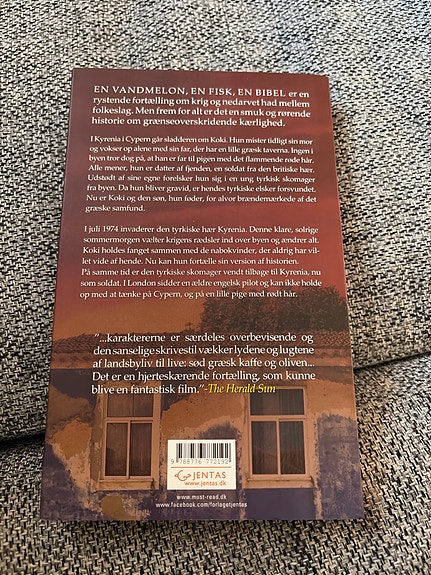 EN VANDMELON, EN FISK, EN BIBEL er en
rystende fortælling om krig og nedarvet had mellem
folkeslag. Men frem for alt er det en smuk og rørende
historie om grænseoverskridende kærlighed.
I Kyrenia i Cypern går sladderen om Koki. Hun mister tidligt sin mor
og vokser op alene med sin far, der har en lille græsk taverna. Ingen i
byen tror dog på, at han er far til pigen med det flammende røde hår.
Alle mener, hun er datter af fjenden, en soldat fra den britiske hær.
Udstødt af sine egne forelsker hun sig i en ung tyrkisk skomager
fra byen. Da hun bliver gravid, er hendes tyrkiske elsker forsvundet.
Nu er Koki og den søn, hun føder, for alvor brændemærkede af det
græske samfund.
I juli 1974 invaderer den tyrkiske hær Kyrenia. Denne klare, solrige
sommermorgen vælter krigens rædsler ind over byen og ændrer alt.
Koki holdes fanget sammen med de nabokvinder, der aldrig har vil-
let vide af hende. Nu kan hun fortælle sin version af historien.
På samme tid er den tyrkiske skomager vendt tilbage til Kyrenia, nu
som soldat. I London sidder en ældre engelsk pilot og kan ikke holde
op med at tænke på Cypern, og på en lille pige med rødt hår.
"...karaktererne er særdeles overbevisende og
den sanselige skrivestil vækker lydene og lugtene
af landsbyliv til live: sød græsk kaffe og oliven...
Det er en hjerteskærende fortælling, som kunne
blive en fantastisk film."-The Herald Sun
9 788776 772192
JENTAS
www.jentas.dk
www.must-read.dk
www.facebook.com/forlagetjentas